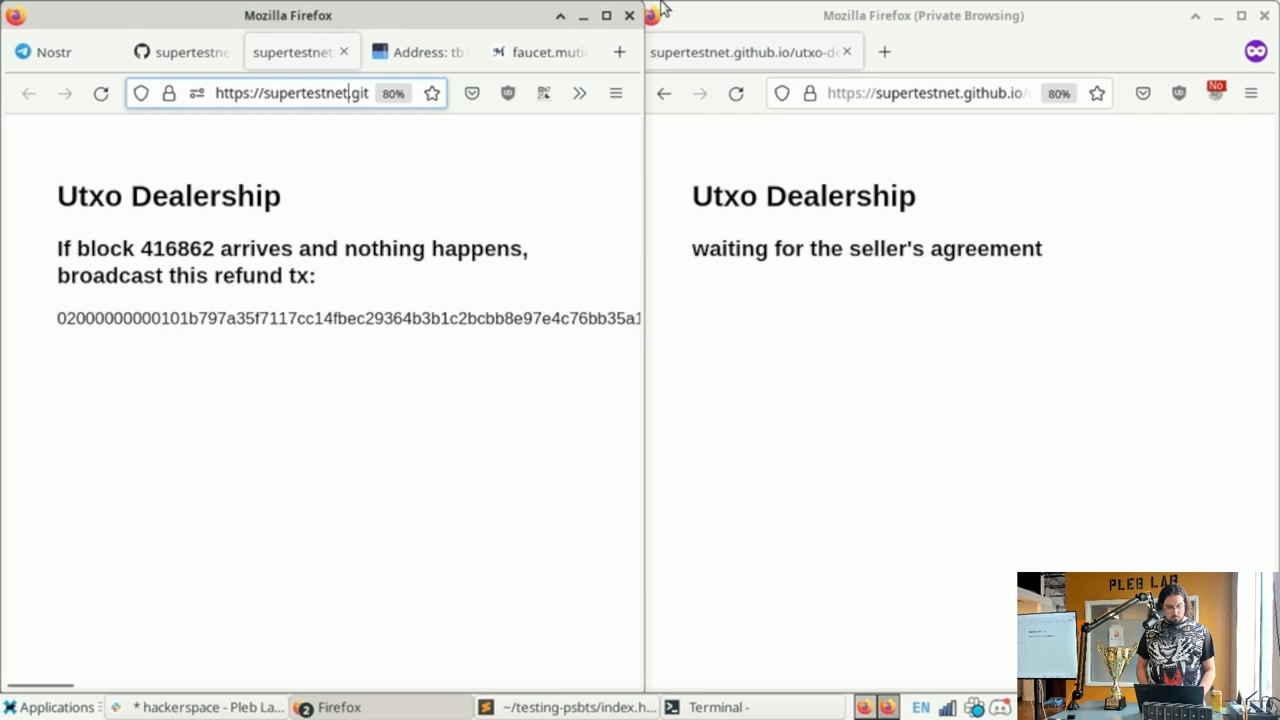 Mozilla Firefox
Mozilla Firefox (Private Browsing)
Nostr
supertestne
supertestnet.
Address: tb
faucet.muti
supertestnet.github.io/utxo-d
https://supertestnet.git
80%
https://supertestnet.github.io/
80%
No
Utxo Dealership
If block 416862 arrives and nothing happens,
broadcast this refund tx:
02000000000101b797a35f7117cc14fbec29364b3b1c2bcbb8e97e4c76bb35a1
Utxo Dealership
waiting for the seller's agreement
PLEB LAB
Applications
* hackerspace - Pleb La...
2
Firefox
~/testing-psbts/index.h...
Terminal -
EN